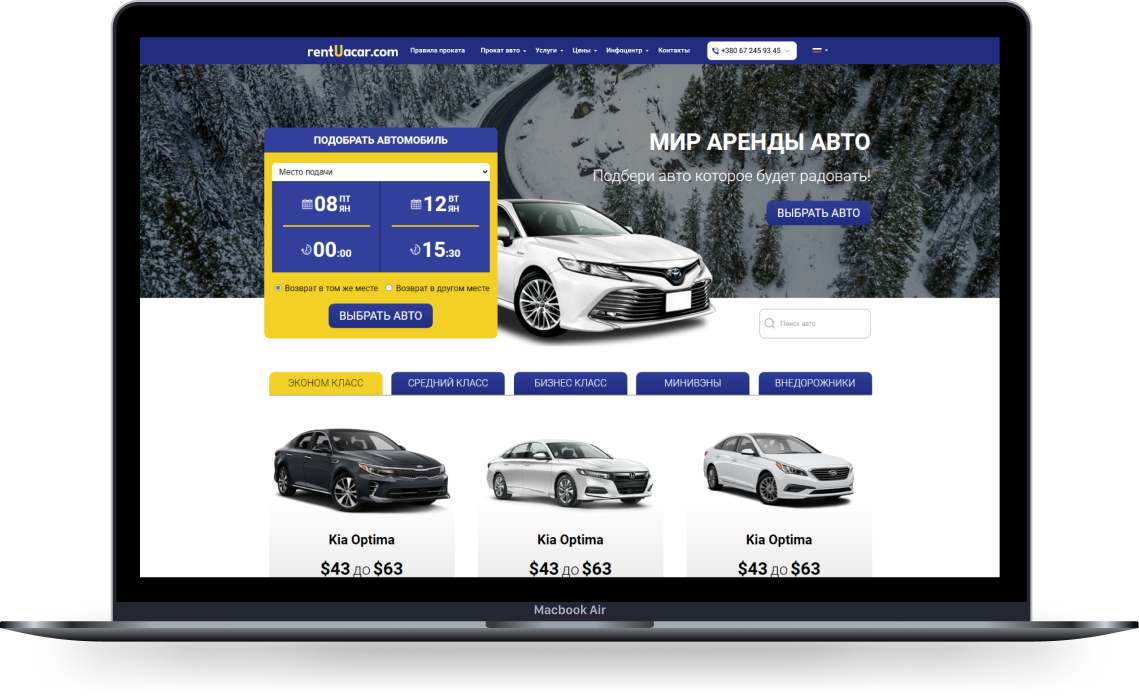 rentUacar.com Правила проката Прокат авто Услуги Цены Инфоцентр Контакты +380 67 245 93 45
ПОДОБРАТЬ АВТОМОБИЛЬ
Место подачи
08 ПТ ЯН
12 ВТ ЯН
00:00
15:30
Возврат в том же месте Возврат в другом месте
ВЫБРАТЬ АВТО
МИР АРЕНДЫ АВТО
Подбери авто которое будет радовать!
ВЫБРАТЬ АВТО
Поиск авто
ЭКОНОМ КЛАСС СРЕДНИЙ КЛАСС БИЗНЕС КЛАСС МИНИВЭНЫ ВНЕДОРОЖНИКИ
Kia Optima Kia Optima Kia Optima
$43 ДО $63 $43 ДО $63 $43 ДО $63
Macbook Air